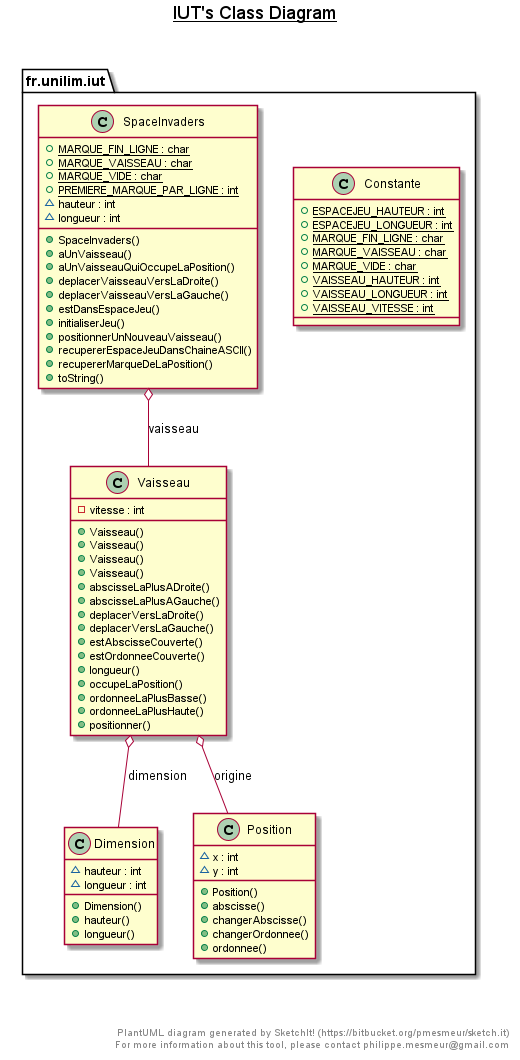 IUT's Class Diagram
fr.unilim.iut
C SpaceInvaders
MARQUE_FIN_LIGNE : char
MARQUE_VAISSEAU : char
MARQUE_VIDE : char
PREMIERE_MARQUE_PAR_LIGNE : int
hauteur : int
longueur : int
SpaceInvaders()
aUnVaisseau()
aUnVaisseauQuiOccupeLaPosition()
deplacerVaisseauVersLaDroite()
deplacerVaisseauVersLaGauche()
estDansEspaceJeu()
initialiserJeu()
positionnerUnNouveauVaisseau()
recupererEspaceJeuDansChaineASCII()
recupererMarqueDeLaPosition()
toString()
C Constante
ESPACEJEU_HAUTEUR : int
ESPACEJEU_LONGUEUR : int
MARQUE_FIN_LIGNE : char
MARQUE_VAISSEAU : char
MARQUE_VIDE : char
VAISSEAU_HAUTEUR : int
VAISSEAU_LONGUEUR : int
VAISSEAU_VITESSE : int
vaisseau
C Vaisseau
vitesse : int
Vaisseau()
Vaisseau()
Vaisseau()
Vaisseau()
abscisseLaPlusADroite()
abscisseLaPlusAGauche()
deplacerVersLaDroite()
deplacerVersLaGauche()
estAbscisseCouverte()
estOrdonneeCouverte()
longueur()
occupeLaPosition()
ordonneeLaPlusBasse()
ordonneeLaPlusHaute()
positionner()
dimension
origine
C Dimension
hauteur : int
longueur : int
Dimension()
hauteur()
longueur()
C Position
x : int
y : int
Position()
abscisse()
changerAbscisse()
changerOrdonnee()
ordonnee()
PlantUML diagram generated by SketchIt! (https://bitbucket.org/pmesmeur/sketch.it)
For more information about this tool, please contact philippe.mesmeur@gmail.com